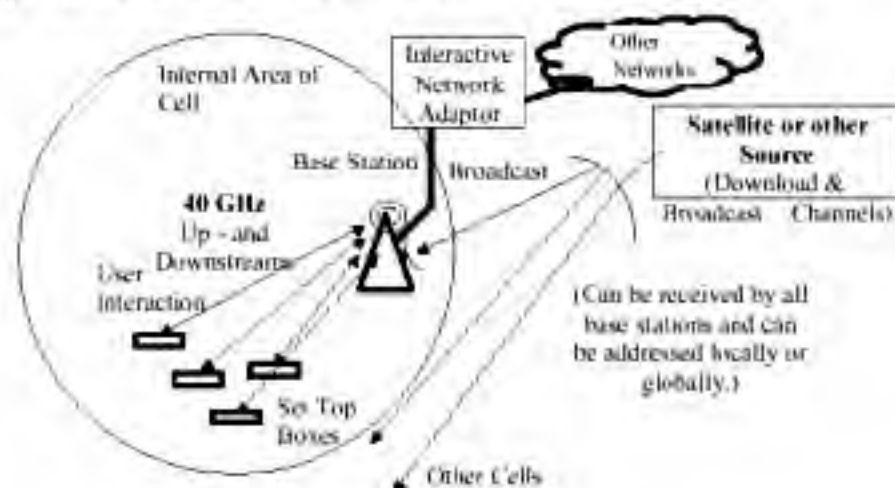 Internal Area of
Cell
Interactive
Network
Adaptor
Other
Networks
Satellite or other
Source
(Download &
Broadcast Channels)
Base Station
Broadcast
40 GHz
Up - and
Downstreams
User
Interaction
(Can be received by all
base stations and can
be addressed locally or
globally.)
Set Top
Boxes
Other Cells